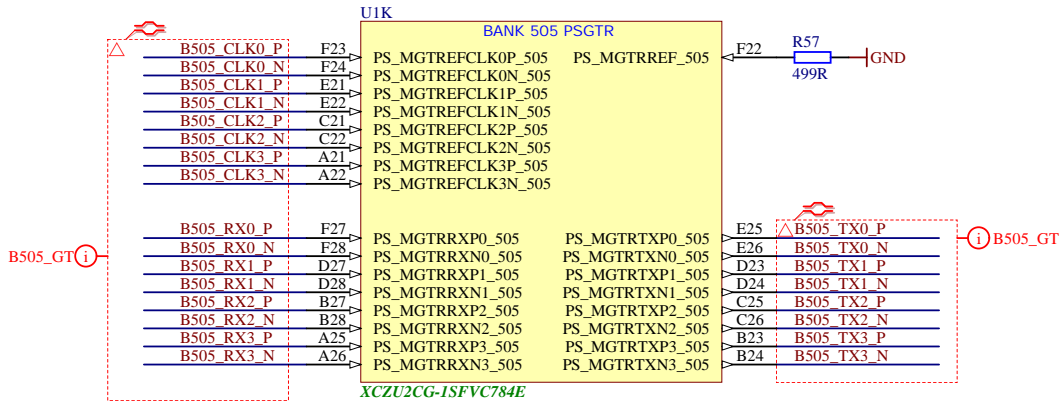 U1K
BANK 505 PSGTR
B505_CLK0_P F23 PS_MGTREFCLK0P_505 PS_MGTRREF_505 F22 R57 499R GND
B505_CLK0_N F24 PS_MGTREFCLK0N_505
B505_CLK1_P E21 PS_MGTREFCLK1P_505
B505_CLK1_N E22 PS_MGTREFCLK1N_505
B505_CLK2_P C21 PS_MGTREFCLK2P_505
B505_CLK2_N C22 PS_MGTREFCLK2N_505
B505_CLK3_P A21 PS_MGTREFCLK3P_505
B505_CLK3_N A22 PS_MGTREFCLK3N_505
B505_RX0_P F27 PS_MGTRRXP0_505 PS_MGTRTXP0_505 E25 B505_TX0_P
B505_RX0_N F28 PS_MGTRRXN0_505 PS_MGTRTXN0_505 E26 B505_TX0_N
B505_GT i
B505_RX1_P D27 PS_MGTRRXP1_505 PS_MGTRTXP1_505 D23 B505_TX1_P
i B505_GT
B505_RX1_N D28 PS_MGTRRXN1_505 PS_MGTRTXN1_505 D24 B505_TX1_N
B505_RX2_P B27 PS_MGTRRXP2_505 PS_MGTRTXP2_505 C25 B505_TX2_P
B505_RX2_N B28 PS_MGTRRXN2_505 PS_MGTRTXN2_505 C26 B505_TX2_N
B505_RX3_P A25 PS_MGTRRXP3_505 PS_MGTRTXP3_505 B23 B505_TX3_P
B505_RX3_N A26 PS_MGTRRXN3_505 PS_MGTRTXN3_505 B24 B505_TX3_N
XCZU2CG-1SFVC784E